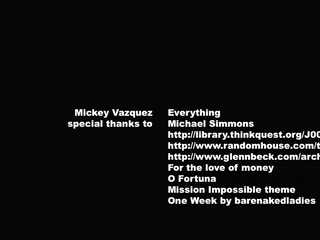 Mickey Vazquez Everything
special thanks to Michael Simmons
http://library.thinkquest.org/J00
http://www.randomhouse.com/t
http://www.glennbeck.com/arch
For the love of money
O Fortuna
Mission Impossible theme
One Week by barenakedladies